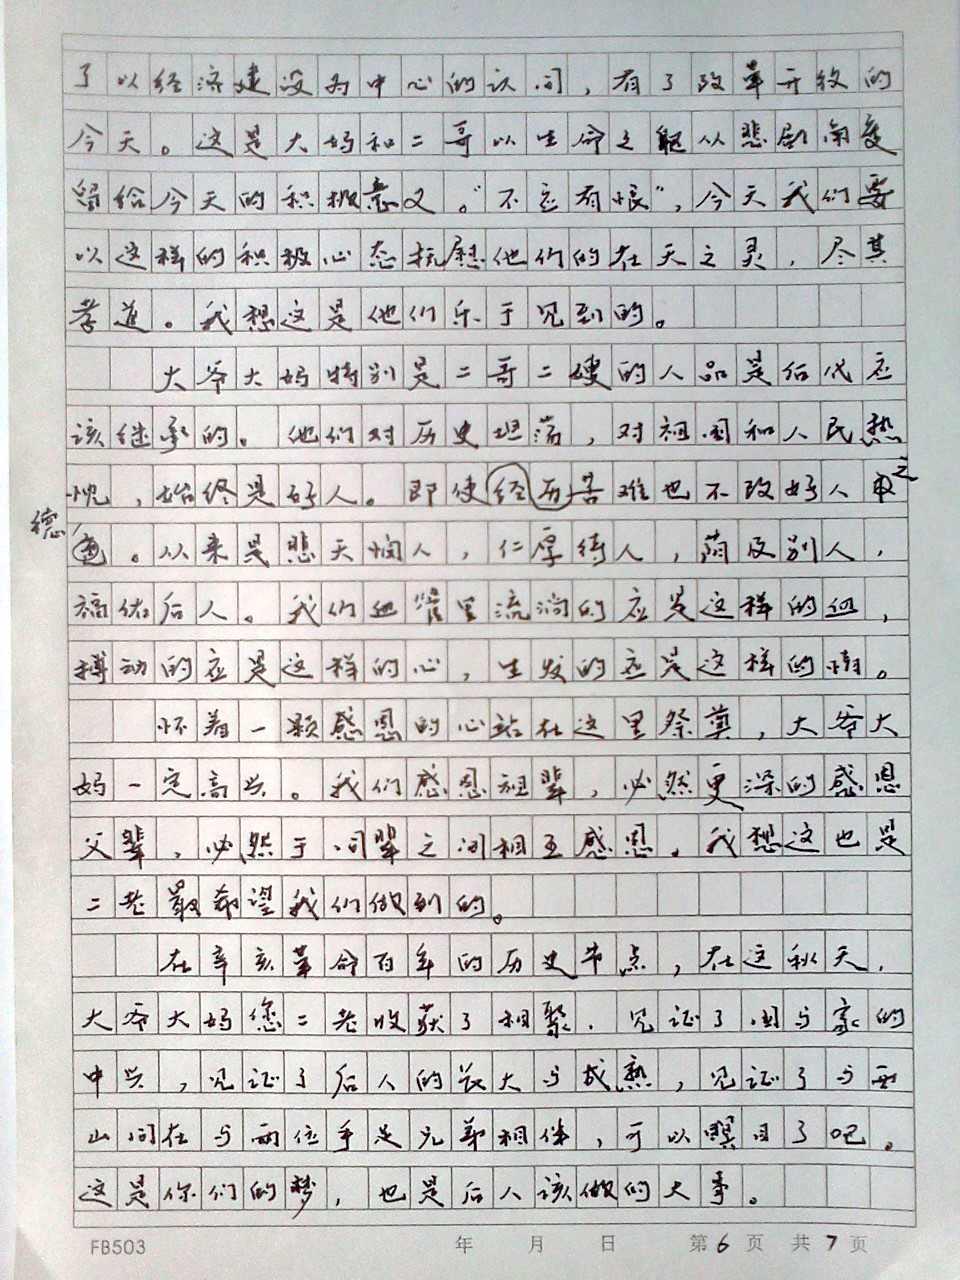 了以经济建设为中心的认同，有了改革开放的
今天。这是大妈和二哥以生命之躯从悲剧角度
留给今天的积极意义。“不应有恨”，今天我们要
以这样的积极心态抚慰他们的在天之灵，尽其
孝道。我想这是他们乐于见到的。
大爷大妈特别是二哥二嫂的人品是后代应
该继承的。他们对历史坦荡，对祖国和人民热
忱，始终是好人。即使经历苦难也不改好人之
德。从来是悲天悯人，仁厚待人，荫及别人，
福佑后人。我们血管里流淌的应是这样的血，
搏动的应是这样的心，生发的应是这样的情。
怀着一颗感恩的心站在这里祭奠，大爷大
妈一定高兴。我们感恩祖辈，必然更深的感恩
父辈，必然于同辈之间相互感恩。我想这也是
二老最希望我们做到的。
在辛亥革命百年的历史节点，在这秋天，
大爷大妈您二老收获了相聚，见证了国与家的
中兴，见证了后人的长大与成熟，见证了与西
山同在与两位手足兄弟相伴，可以瞑目了吧。
这是你们的梦，也是后人该做的大事。
FB503 年 月 日 第 6 页 共 7 页